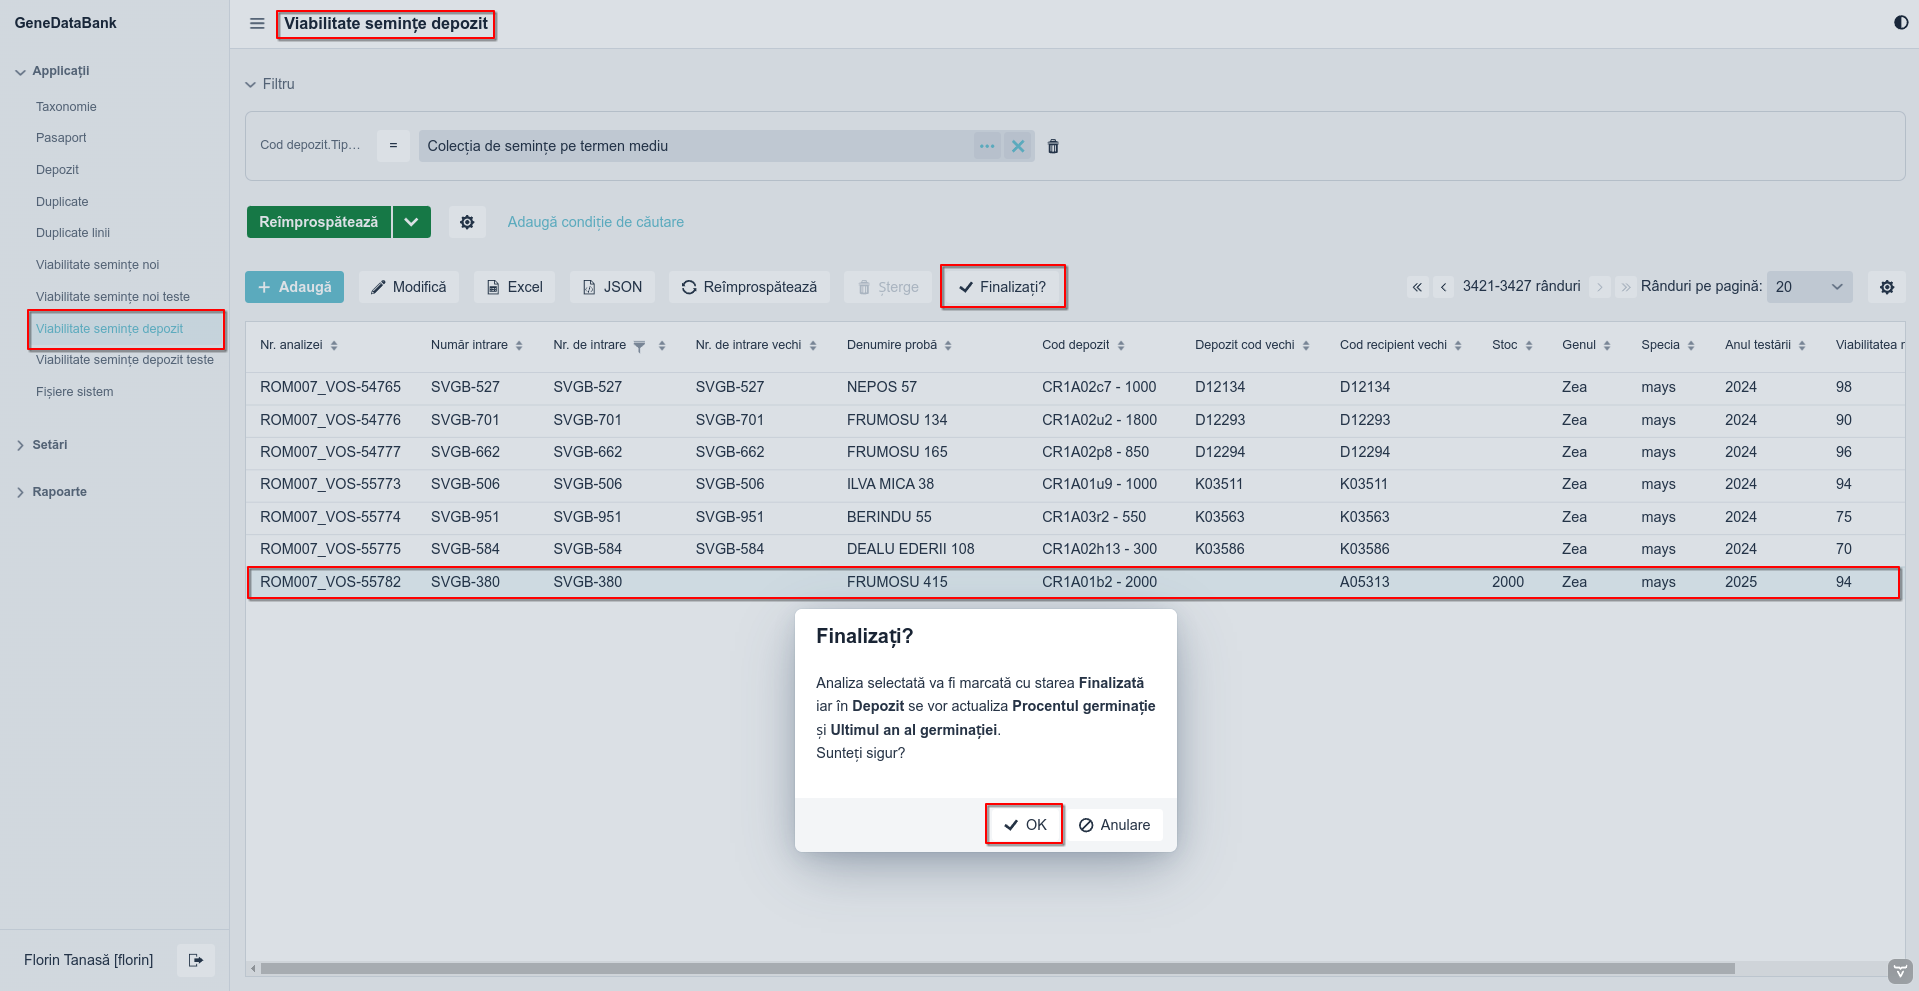 GeneDataBank
Viabilitate semințe depozit
Applicații
Taxonomie
Pasaport
Depozit
Duplicate
Duplicate linii
Viabilitate semințe noi
Viabilitate semințe noi teste
Viabilitate semințe depozit
Viabilitate semințe depozit teste
Fișiere sistem
Setări
Rapoarte
Florin Tanasă [florin]
Filtru
Cod depozit.Tip... = Colecția de semințe pe termen mediu
Reîmprospătează Adaugă condiție de căutare
Adaugă Modifică Excel JSON Reîmprospătează Șterge Finalizați? 3421-3427 rânduri Rânduri pe pagină: 20
Nr. analizei Număr intrare Nr. de intrare Nr. de intrare vechi Denumire probă Cod depozit Depozit cod vechi Cod recipient vechi Stoc Genul Specia Anul testării Viabilitatea
ROM007_VOS-54765 SVGB-527 SVGB-527 SVGB-527 NEPOS 57 CR1A02c7 - 1000 D12134 D12134 Zea mays 2024 98
ROM007_VOS-54776 SVGB-701 SVGB-701 SVGB-701 FRUMOSU 134 CR1A02u2 - 1800 D12293 D12293 Zea mays 2024 90
ROM007_VOS-54777 SVGB-662 SVGB-662 SVGB-662 FRUMOSU 165 CR1A02p8 - 850 D12294 D12294 Zea mays 2024 96
ROM007_VOS-55773 SVGB-506 SVGB-506 SVGB-506 ILVA MICA 38 CR1A01u9 - 1000 K03511 K03511 Zea mays 2024 94
ROM007_VOS-55774 SVGB-951 SVGB-951 SVGB-951 BERINDU 55 CR1A03r2 - 550 K03563 K03563 Zea mays 2024 75
ROM007_VOS-55775 SVGB-584 SVGB-584 SVGB-584 DEALU EDERII 108 CR1A02h13 - 300 K03586 K03586 Zea mays 2024 70
ROM007_VOS-55782 SVGB-380 SVGB-380 FRUMOSU 415 CR1A01b2 - 2000 A05313 2000 Zea mays 2025 94
Finalizați?
Analiza selectată va fi marcată cu starea Finalizată
iar în Depozit se vor actualiza Procentul germinație
și Ultimul an al germinației.
Sunteți sigur?
OK Anulare